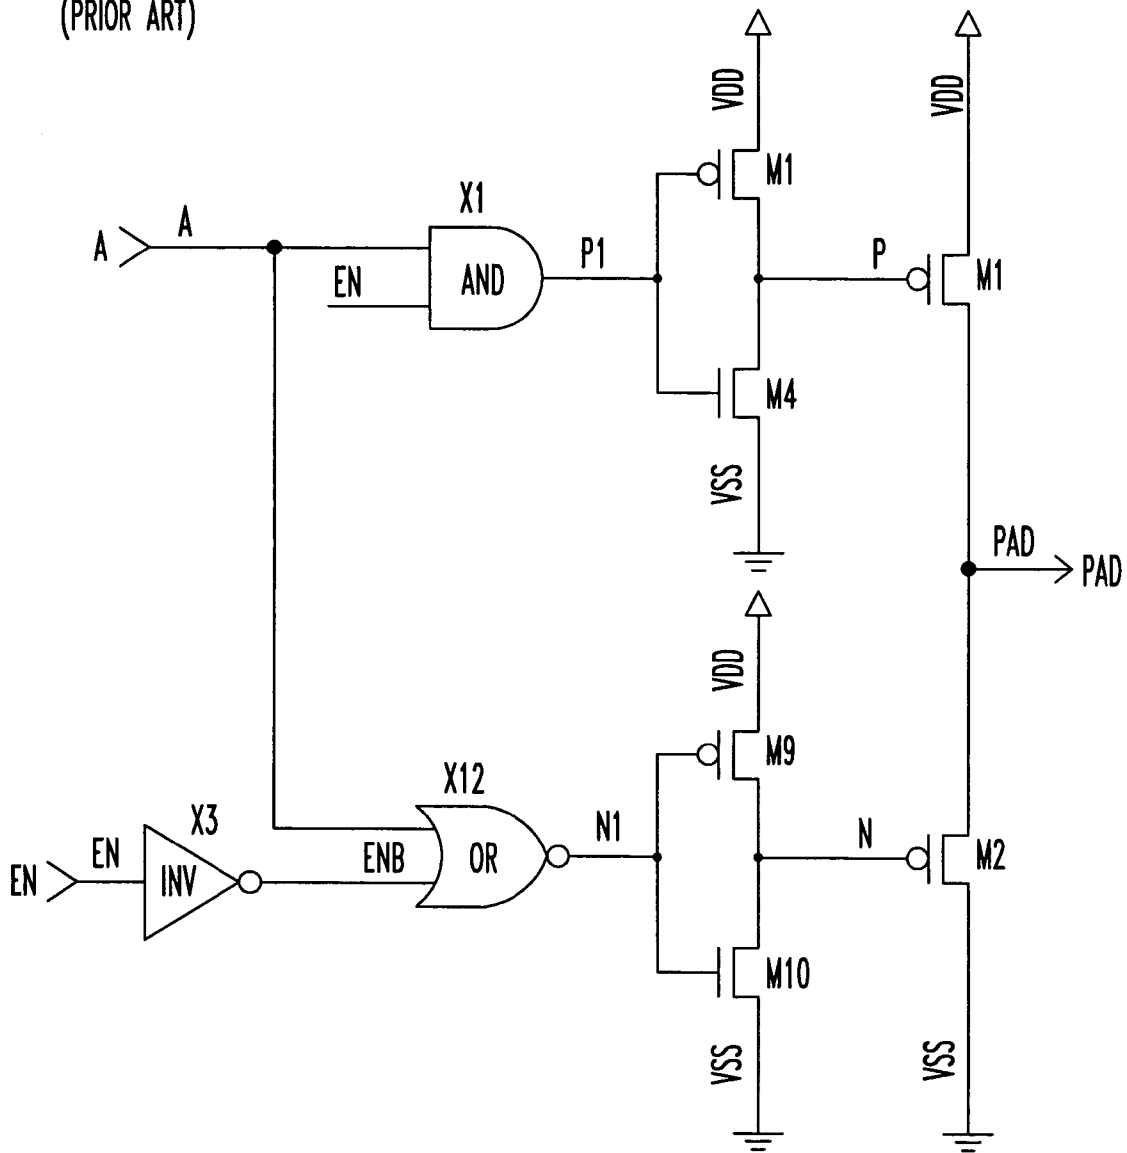 (PRIOR ART)
VDD
VDD
M1
X1
A
A
P1
P
M1
EN
AND
M4
VSS
PAD
PAD
VDD
M9
X12
X3
N1
N
EN
EN
INV
ENB
OR
M2
M10
VSS
VSS